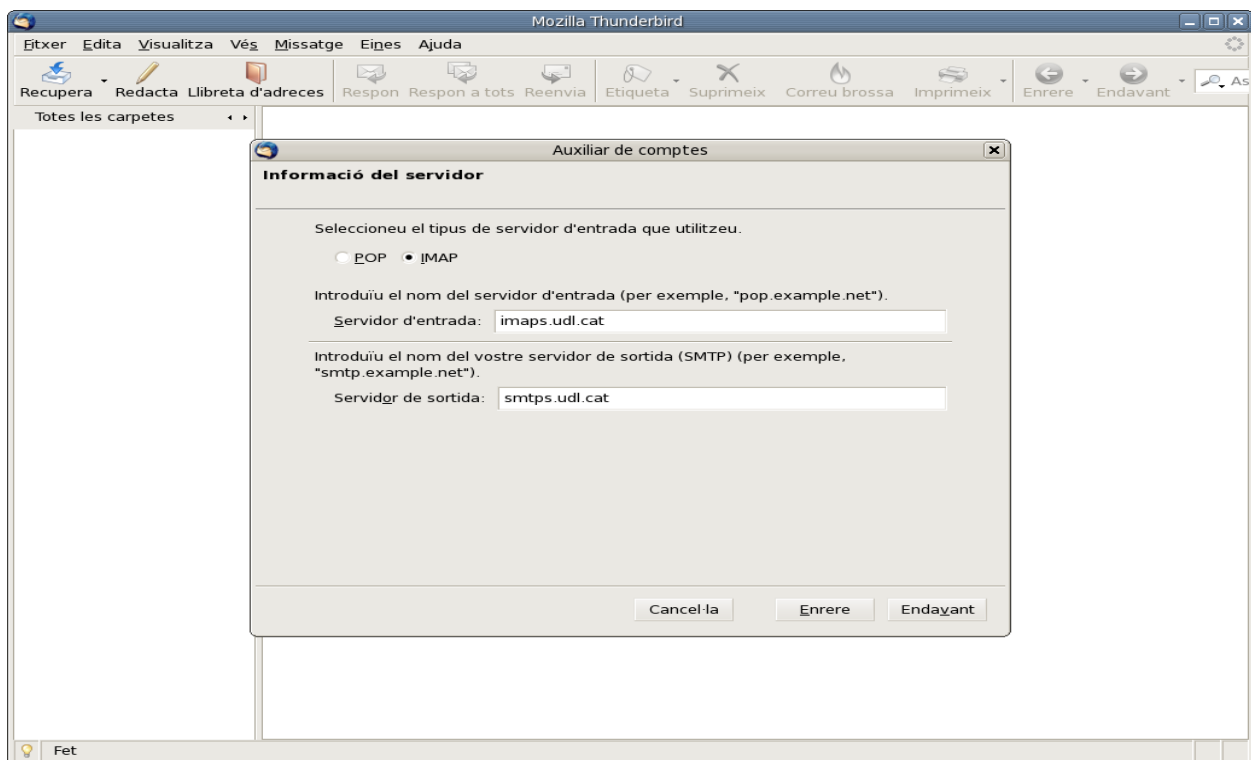 Mozilla Thunderbird
Fitxer Edita Visualitza Vés Missatge Eines Ajuda
Recupera Redacta Llibreta d'adreces Respon Respon a tots Reenvia Etiqueta Suprimeix Correu brossa Imprimeix Enrere Endavant As
Totes les carpetes
Auxiliar de comptes
Informació del servidor
Seleccioneu el tipus de servidor d'entrada que utilitzeu.
POP IMAP
Introduïu el nom del servidor d'entrada (per exemple, "pop.example.net").
Servidor d'entrada: imaps.udl.cat
Introduïu el nom del vostre servidor de sortida (SMTP) (per exemple,
"smtp.example.net").
Servidor de sortida: smtps.udl.cat
Cancel·la Enrere Endavant
Fet